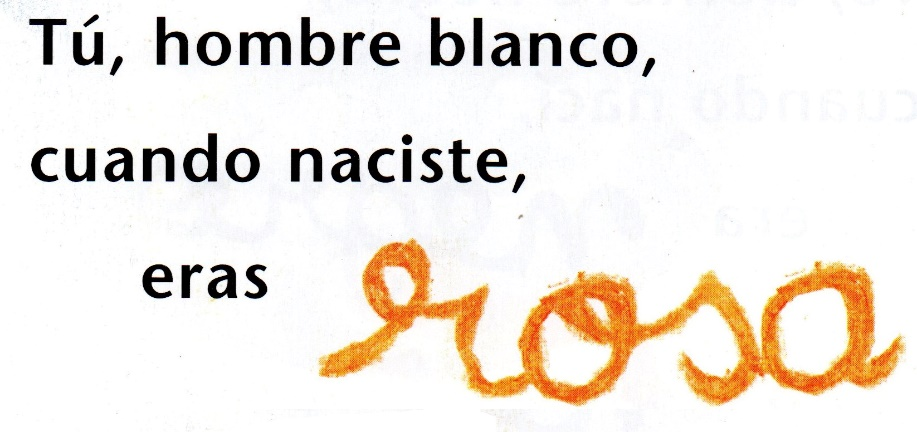 Tú, hombre blanco,
cuando naciste,
eras rosa